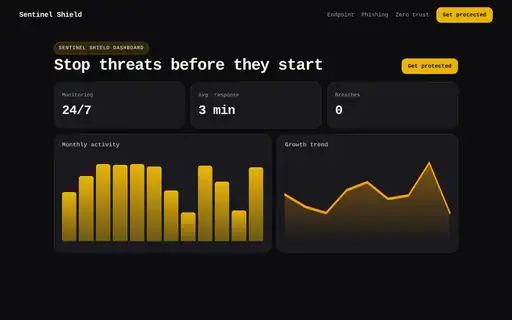 Sentinel Shield
Endpoint Phishing Zero trust Get protected
SENTINEL SHIELD DASHBOARD
Stop threats before they start
Get protected
Monitoring
24/7
Avg. response
3 min
Breaches
0
Monthly activity
Growth trend